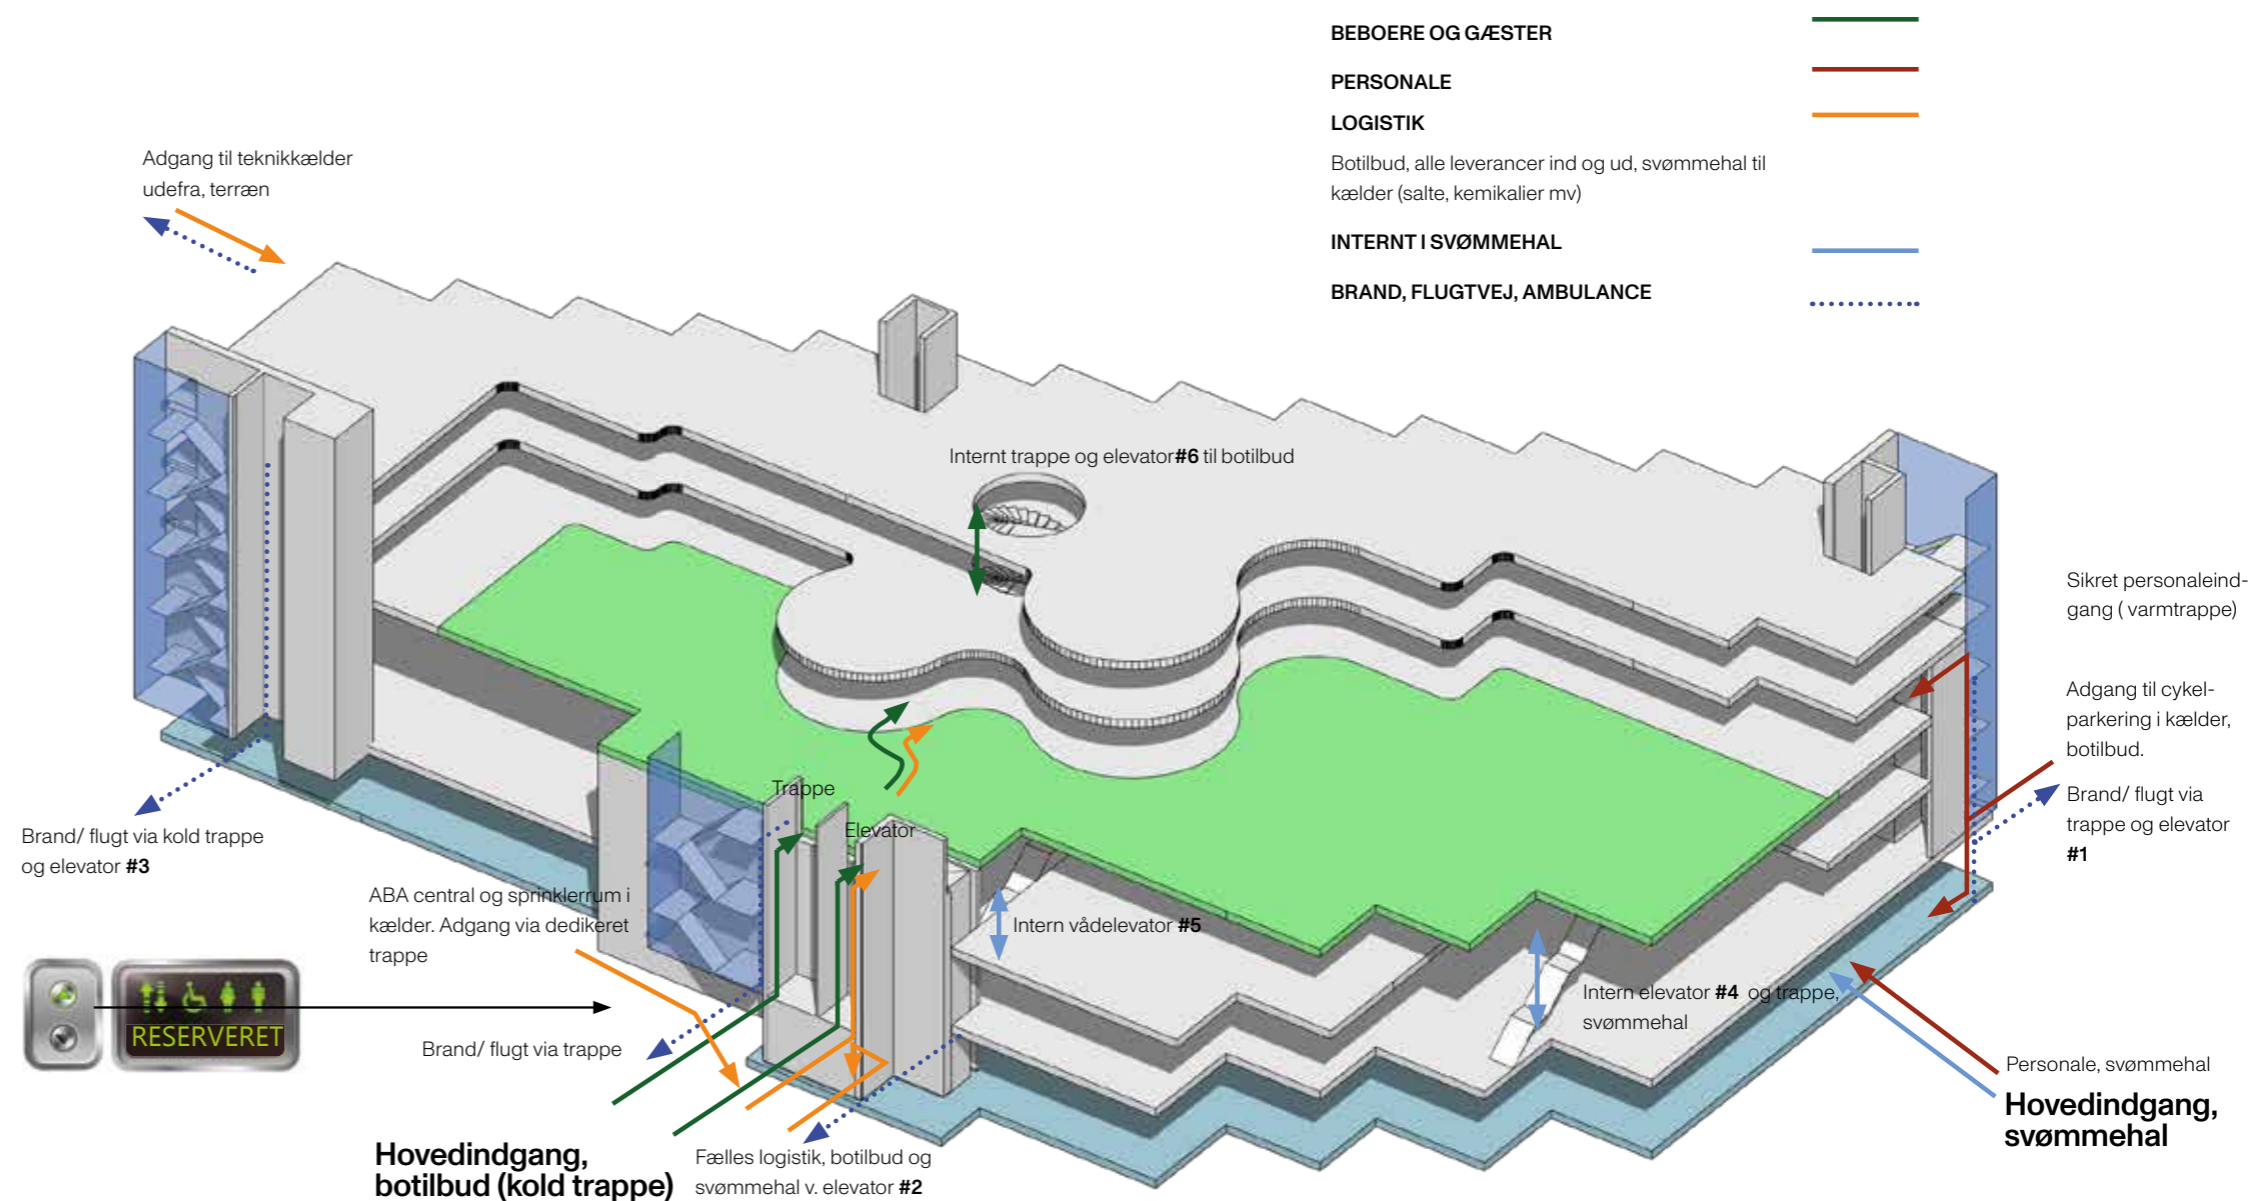 BEBOERE OG GÆSTER
PERSONALE
LOGISTIK
Botilbud, alle leverancer ind og ud, svømmehal til
kælder (salte, kemikalier mv)
INTERNT I SVØMMEHAL
BRAND, FLUGTVEJ, AMBULANCE
Adgang til teknikkælder
udefra, terræn
Internt trappe og elevator#6 til botilbud
Sikret personaleind-
gang ( varmtrappe)
Adgang til cykel-
parkering i kælder,
botilbud.
Brand/ flugt via
trappe og elevator
#1
Trappe
Elevator
Brand/ flugt via kold trappe
og elevator #3
ABA central og sprinklerrum i
kælder. Adgang via dedikeret
trappe
Intern vådelevator #5
Intern elevator #4 og trappe,
svømmehal
RESERVERET
Brand/ flugt via trappe
Personale, svømmehal
Hovedindgang,
svømmehal
Hovedindgang,
botilbud (kold trappe)
Fælles logistik, botilbud og
svømmehal v. elevator #2